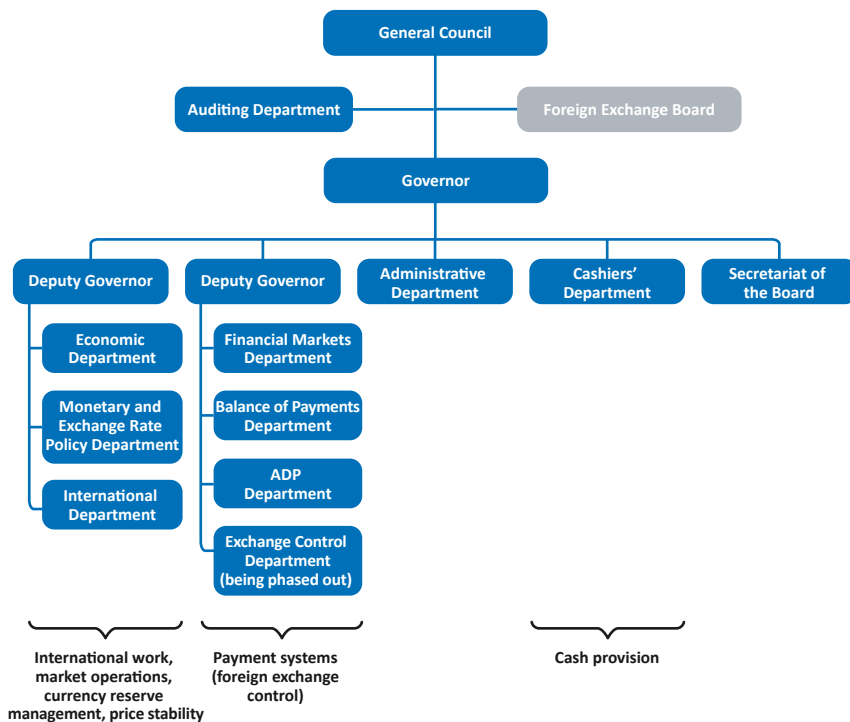 General Council
Auditing Department
Foreign Exchange Board
Governor
Deputy Governor
Deputy Governor
Administrative
Department
Cashiers’
Department
Secretariat of
the Board
Economic
Department
Monetary and
Exchange Rate
Policy Department
International
Department
Financial Markets
Department
Balance of Payments
Department
ADP
Department
Exchange Control
Department
(being phased out)
International work,
market operations,
currency reserve
management, price stability
Payment systems
(foreign exchange
control)
Cash provision